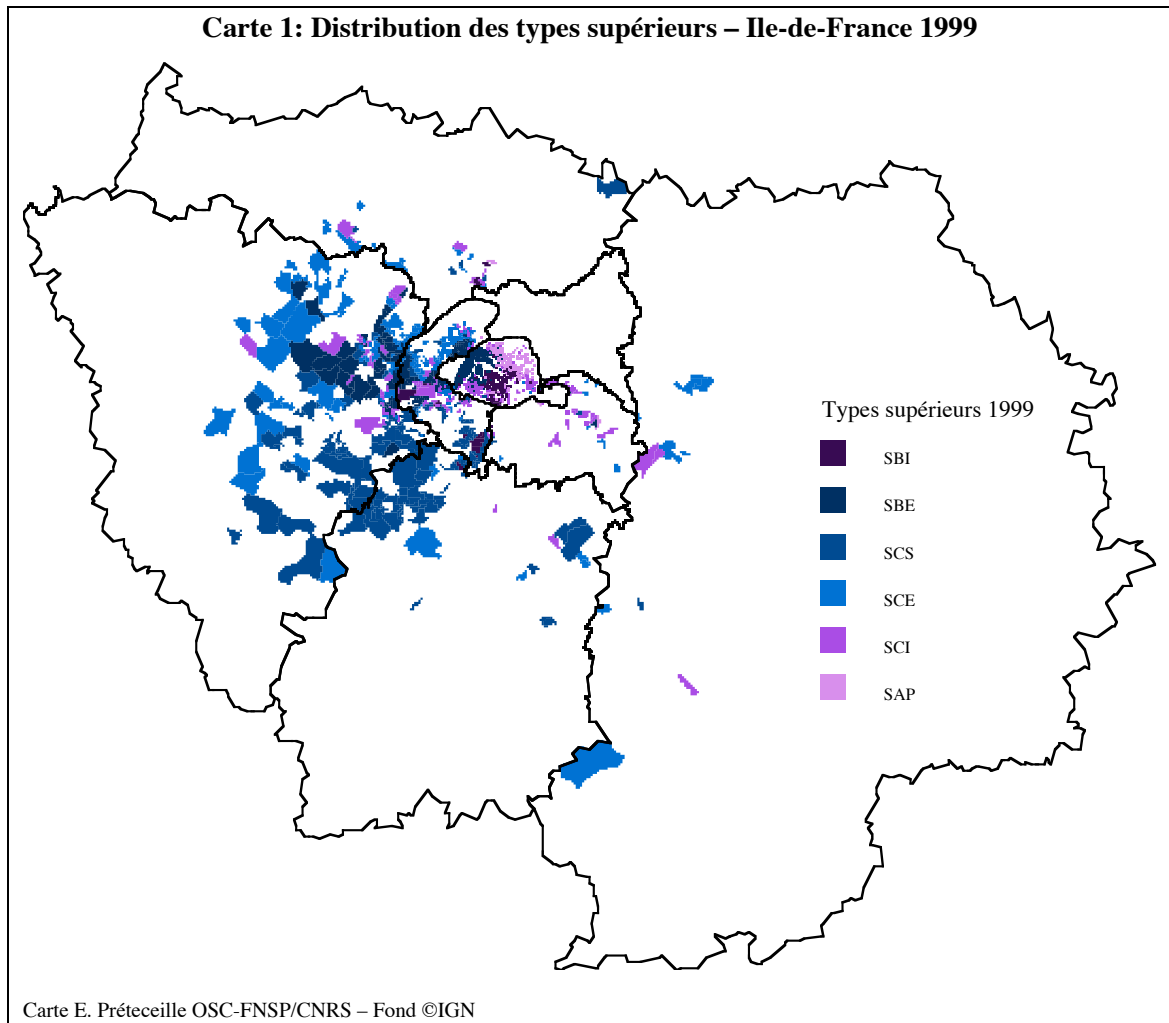 Carte 1: Distribution des types supérieurs – Ile-de-France 1999
Types supérieurs 1999
SBI
SBE
SCS
SCE
SCI
SAP
Carte E. Préteceille OSC-FNSP/CNRS – Fond ©IGN